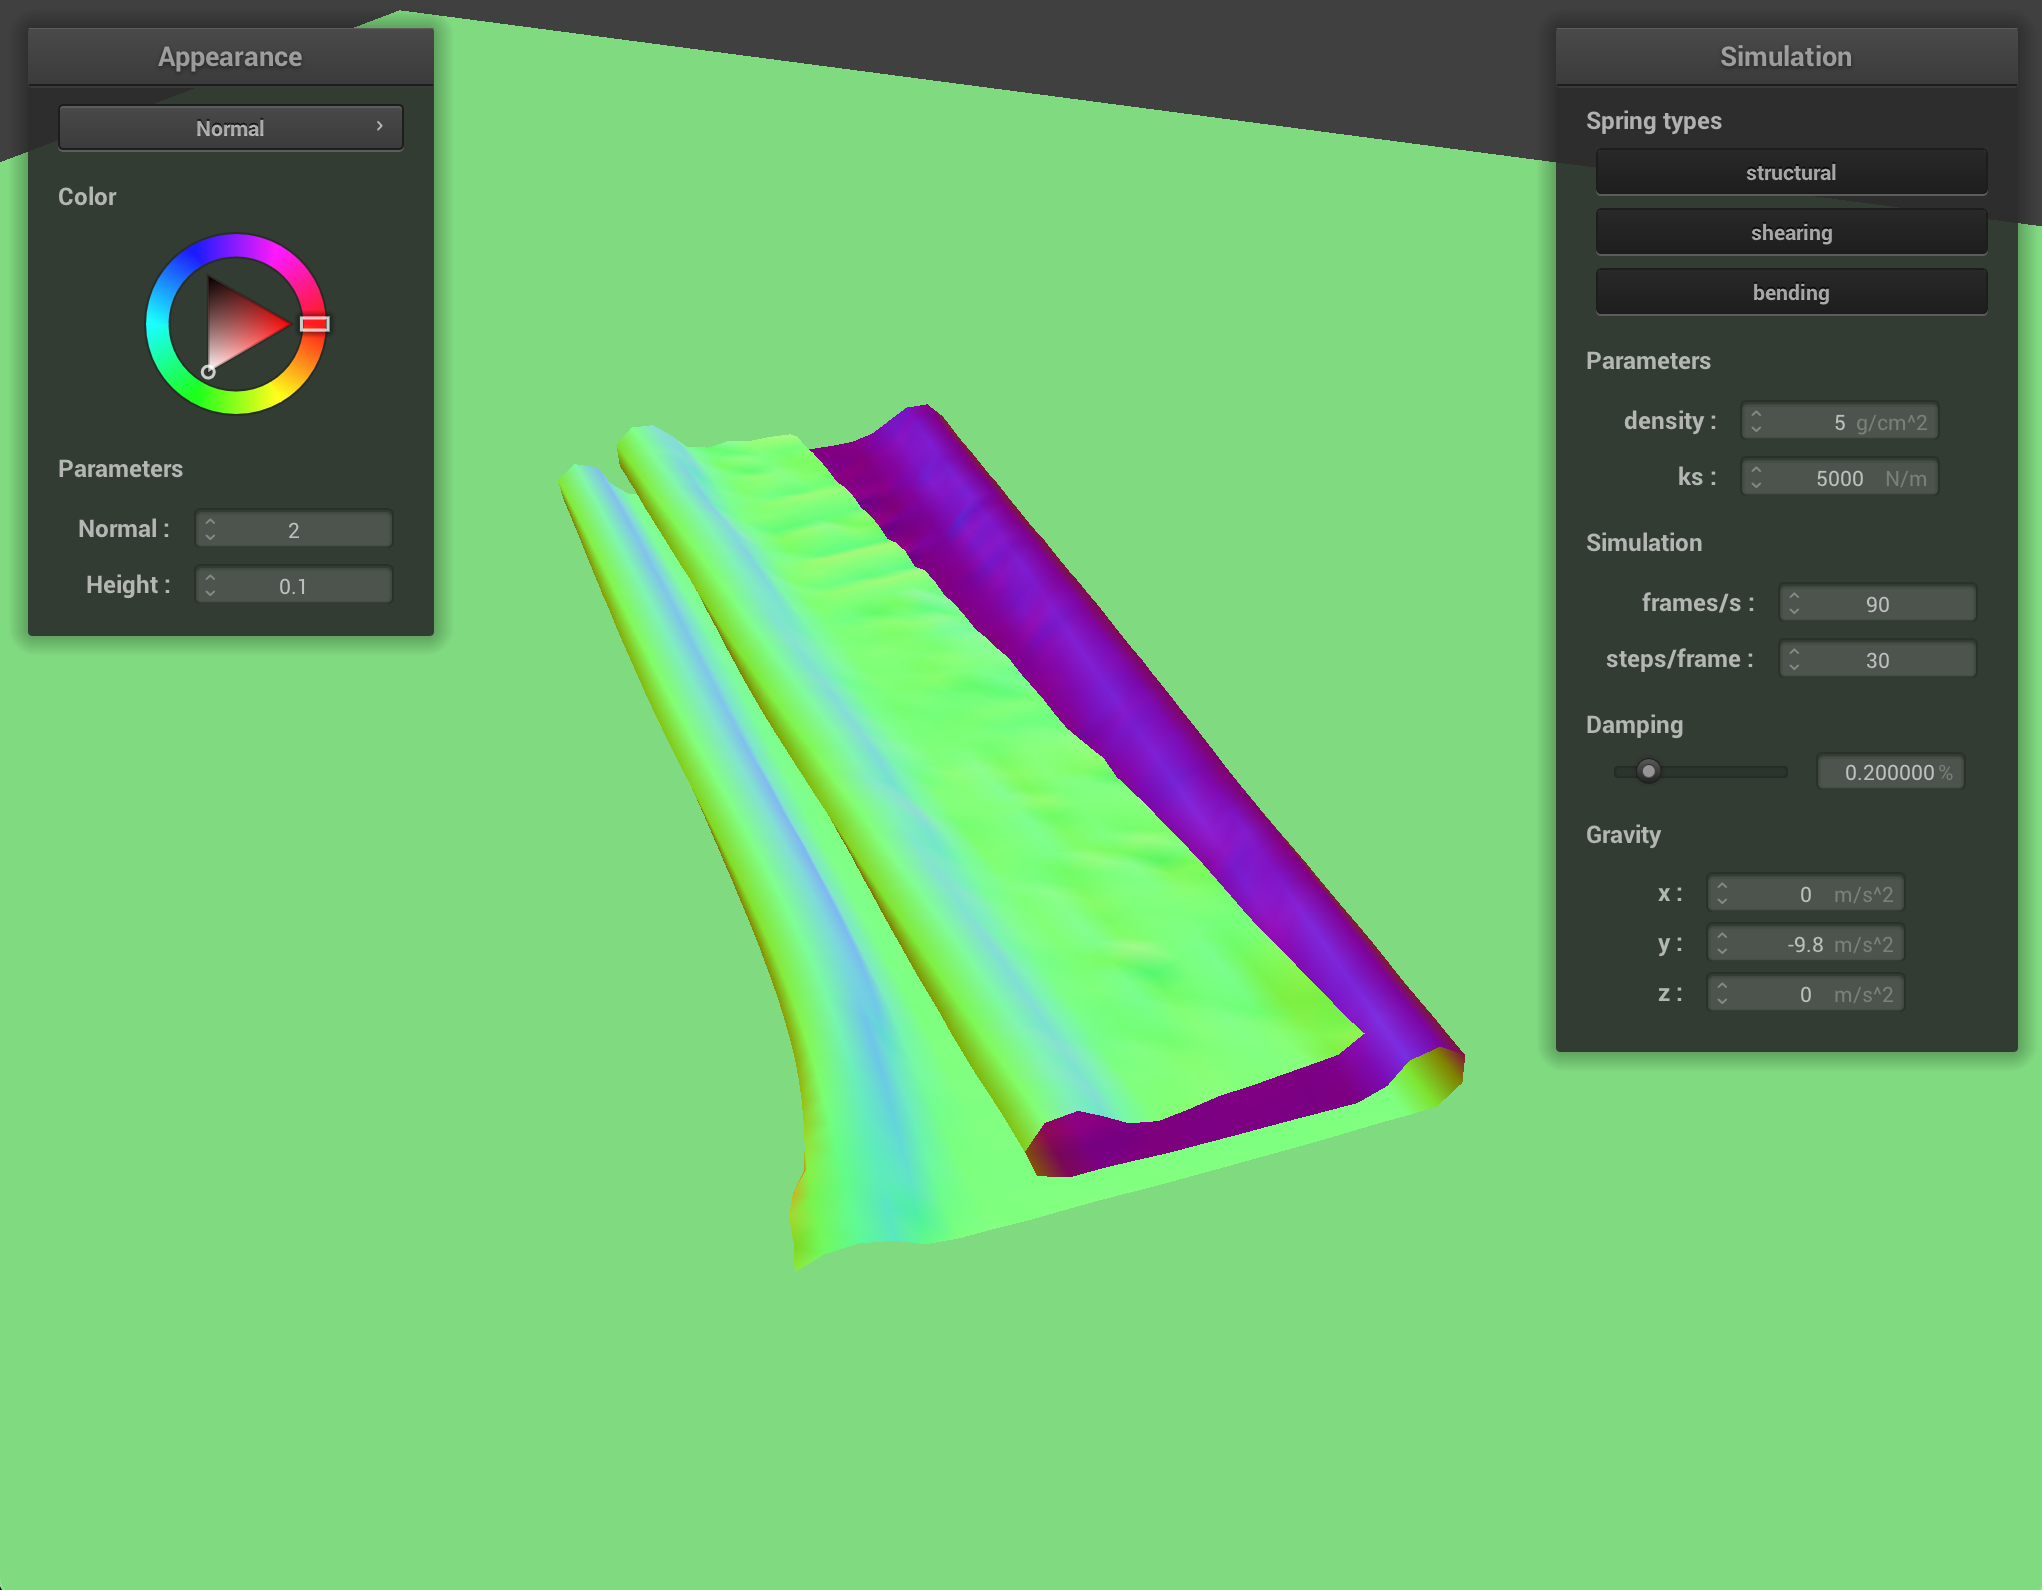 Appearance
Normal
Color
Parameters
Normal : 2
Height : 0.1
Simulation
Spring types
structural
shearing
bending
Parameters
density : 5 g/cm^2
ks : 5000 N/m
Simulation
frames/s : 90
steps/frame : 30
Damping
0.200000 %
Gravity
x : 0 m/s^2
y : -9.8 m/s^2
z : 0 m/s^2